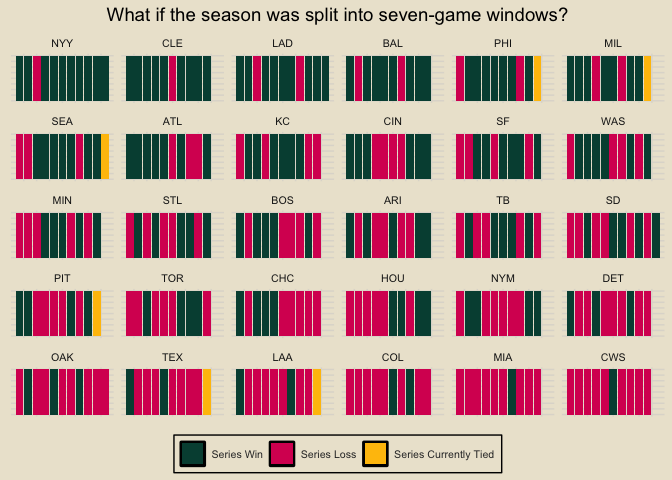 What if the season was split into seven-game windows?
NYY CLE LAD BAL PHI MIL
SEA ATL KC CIN SF WAS
MIN STL BOS ARI TB SD
PIT TOR CHC HOU NYM DET
OAK TEX LAA COL MIA CWS
Series Win Series Loss Series Currently Tied